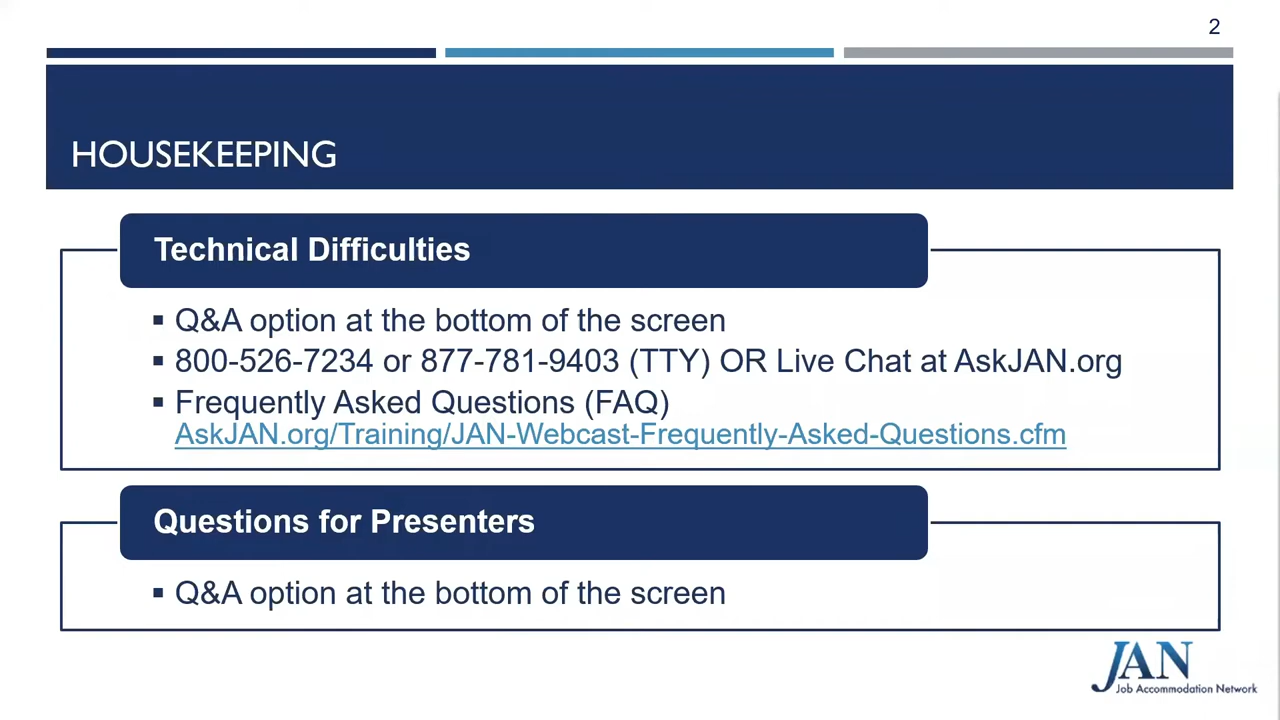 2
HOUSEKEEPING
Technical Difficulties
▪ Q&A option at the bottom of the screen
▪ 800-526-7234 or 877-781-9403 (TTY) OR Live Chat at AskJAN.org
▪ Frequently Asked Questions (FAQ)
AskJAN.org/Training/JAN-Webcast-Frequently-Asked-Questions.cfm
Questions for Presenters
▪ Q&A option at the bottom of the screen
JAN
Job Accommodation Network